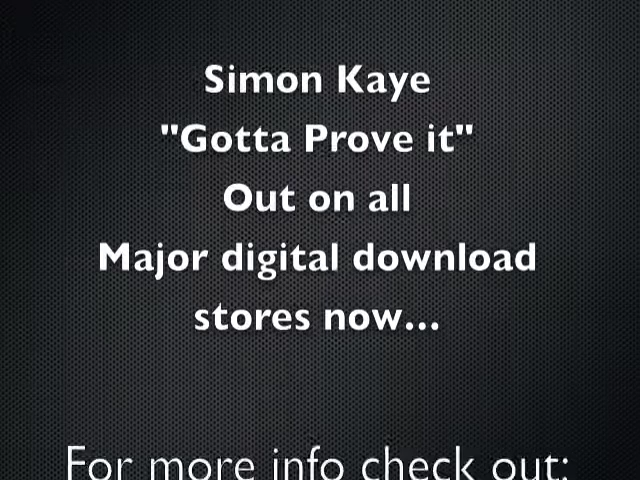 Simon Kaye
"Gotta Prove it"
Out on all
Major digital download
stores now...
For more info check out: